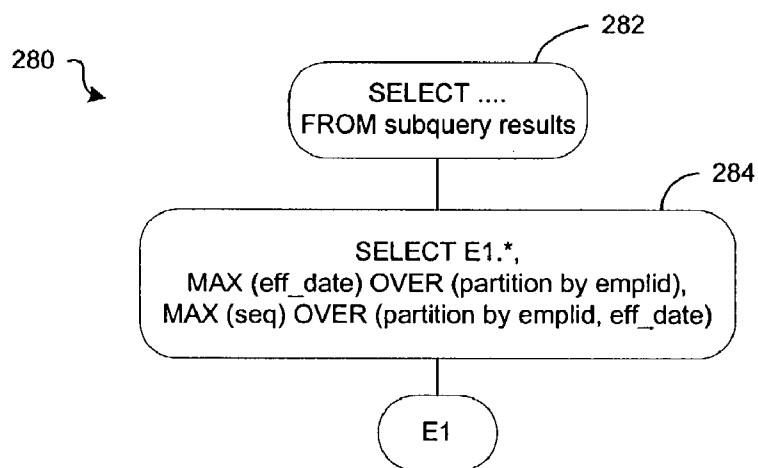 282
280
SELECT ....
FROM subquery results
284
SELECT E1.*,
MAX (eff_date) OVER (partition by emplid),
MAX (seq) OVER (partition by emplid, eff_date)
E1